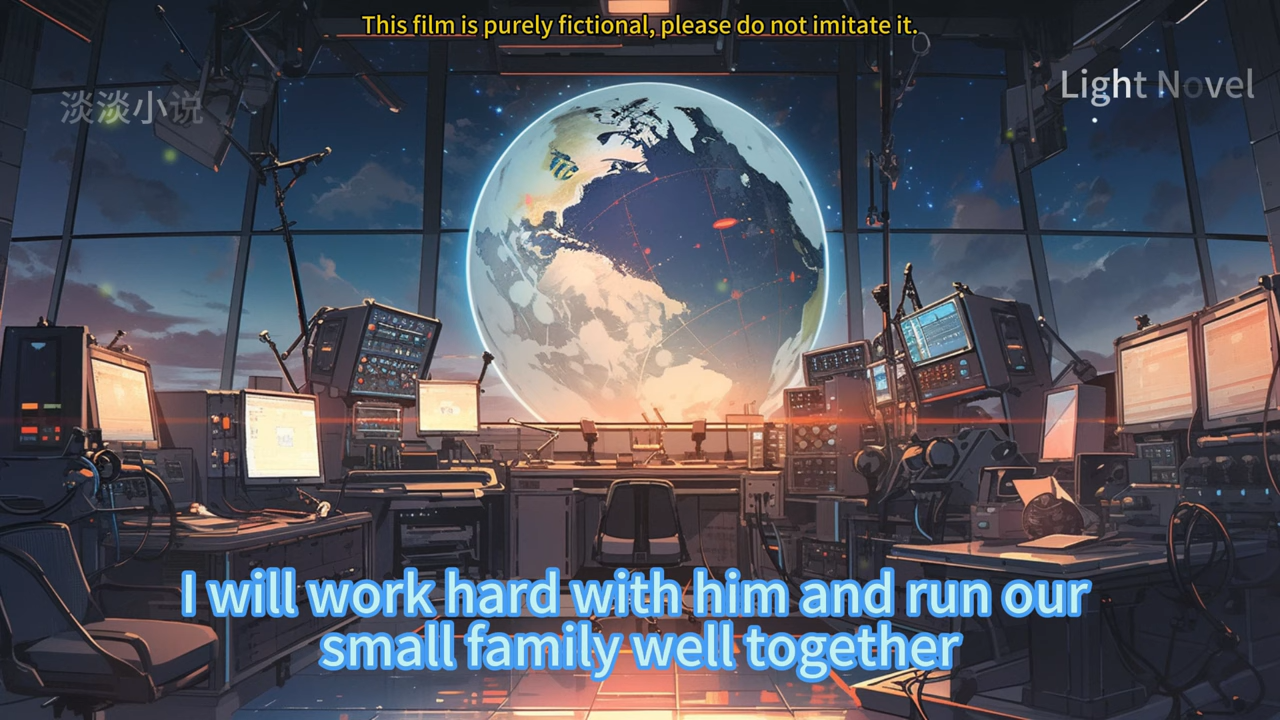 This film is purely fictional, please do not imitate it.
淡淡小说
Light Novel
I will work hard with him and run our
small family well together